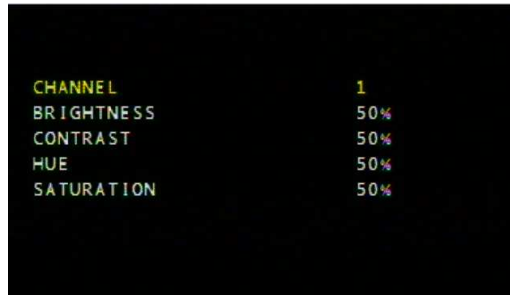 CHANNEL 1
BRIGHTNESS 50%
CONTRAST 50%
HUE 50%
SATURATION 50%